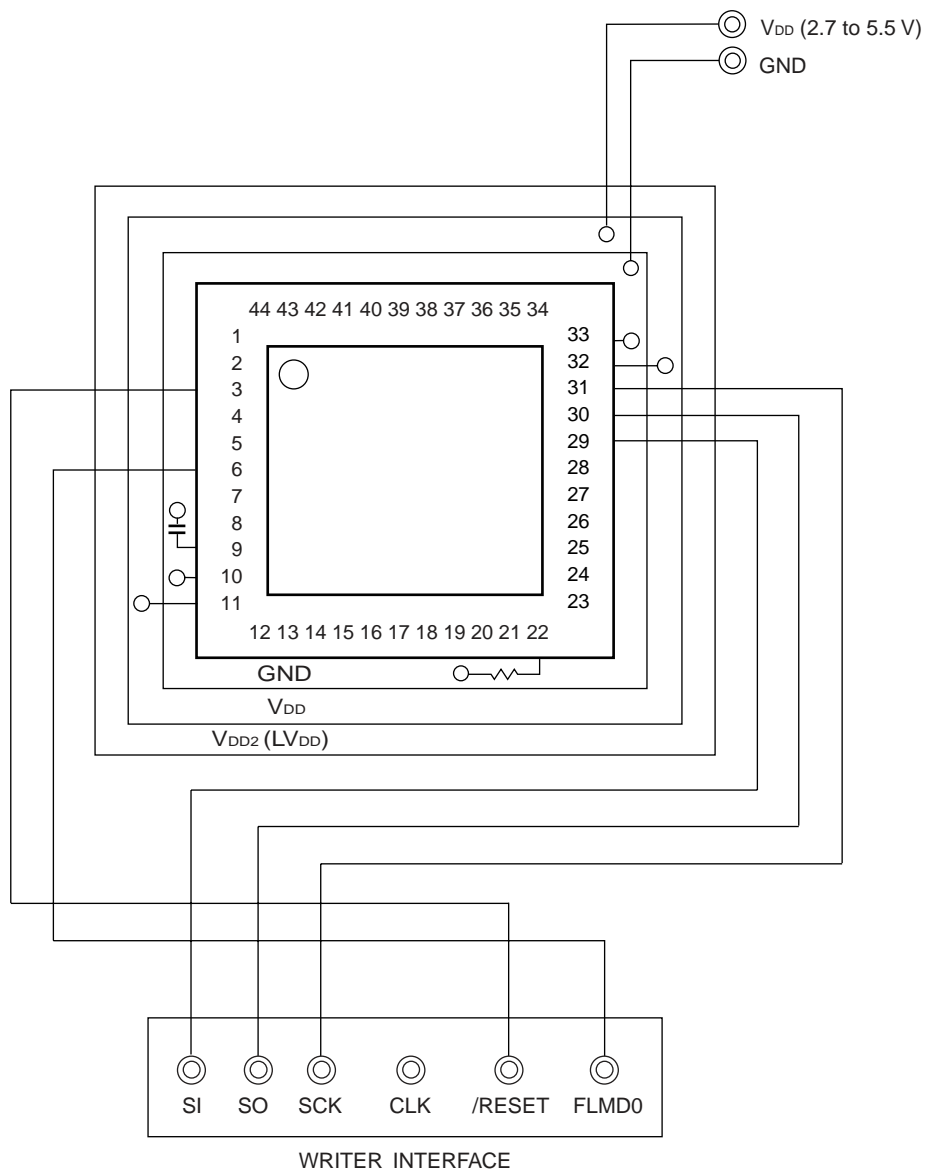 VDD (2.7 to 5.5 V)
GND
44 43 42 41 40 39 38 37 36 35 34
1
2
3
4
5
6
7
8
9
10
11
33
32
31
30
29
28
27
26
25
24
23
12 13 14 15 16 17 18 19 20 21 22
GND
VDD
VDD2 (LVDD)
SI SO SCK CLK /RESET FLMD0
WRITER INTERFACE